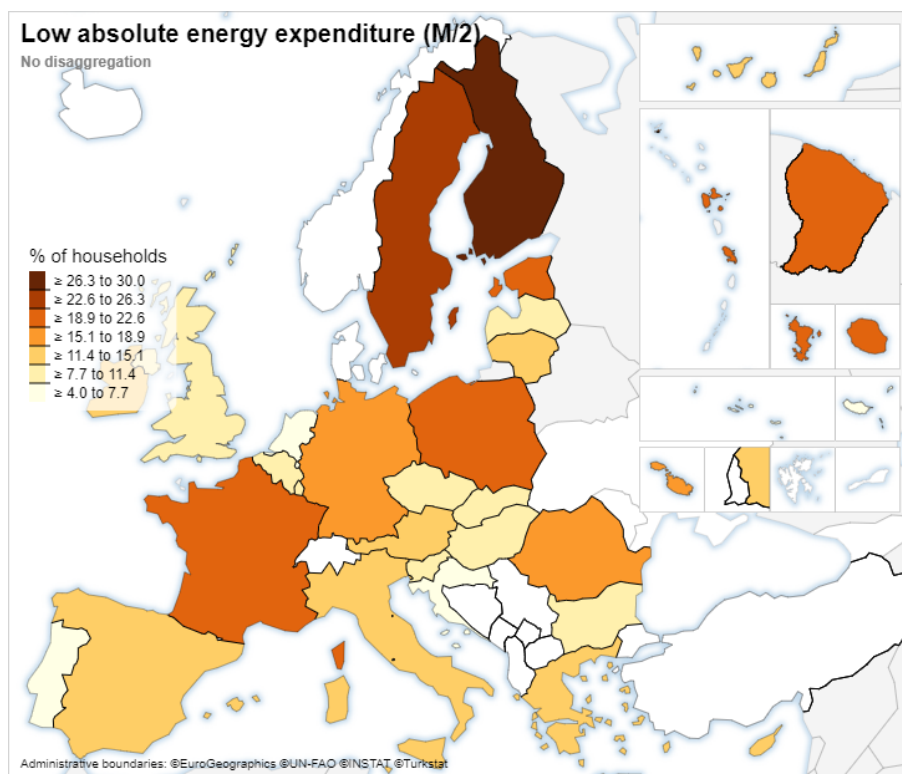 Low absolute energy expenditure (M/2)
No disaggregation
% of households
≥ 26.3 to 30.0
≥ 22.6 to 26.3
≥ 18.9 to 22.6
≥ 15.1 to 18.9
≥ 11.4 to 15.1
≥ 7.7 to 11.4
≥ 4.0 to 7.7
Administrative boundaries: ©EuroGeographics ©UN-FAO ©INSTAT ©Turkstat